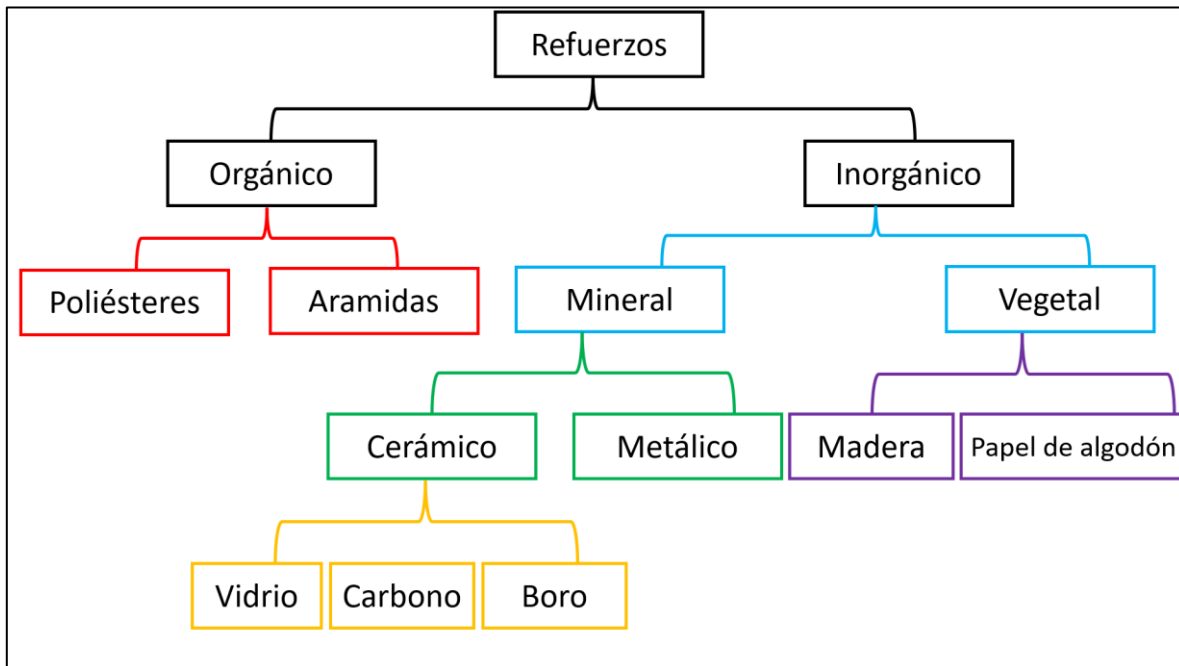 Refuerzos
Orgánico
Inorgánico
Poliésteres
Aramidas
Mineral
Vegetal
Cerámico
Metálico
Madera
Papel de algodón
Vidrio
Carbono
Boro